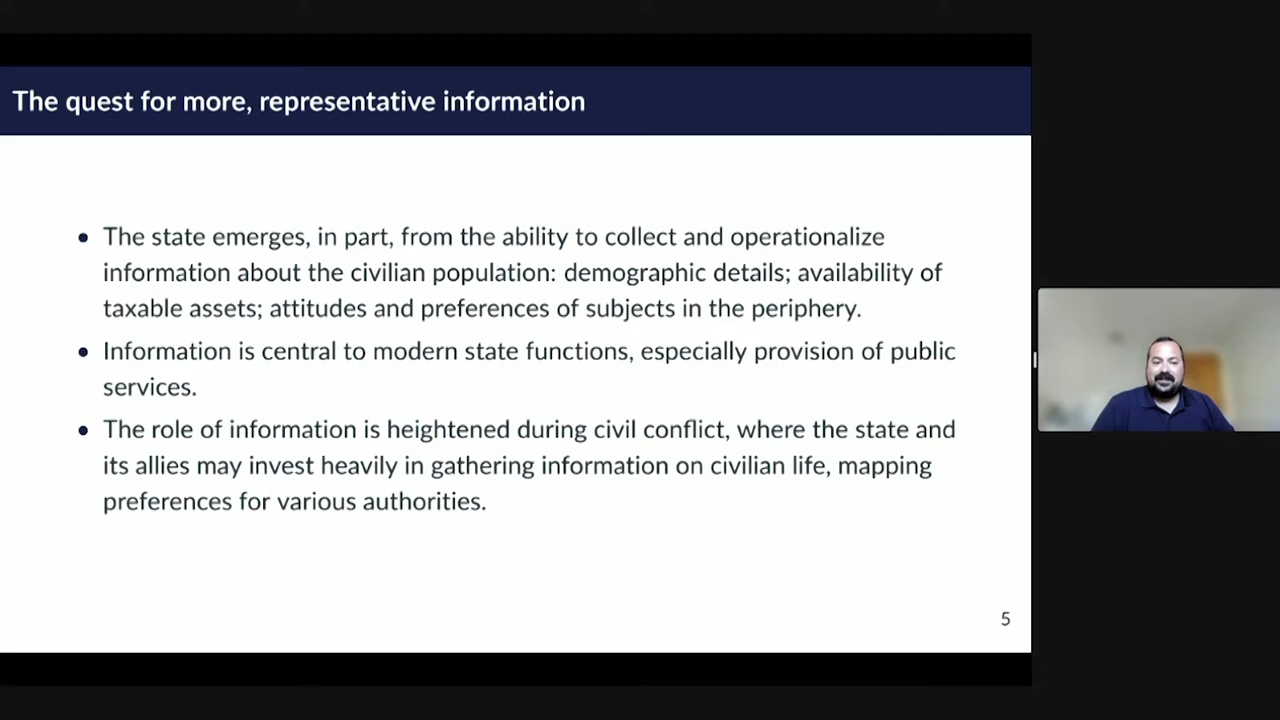 The quest for more, representative information
• The state emerges, in part, from the ability to collect and operationalize
information about the civilian population: demographic details; availability of
taxable assets; attitudes and preferences of subjects in the periphery.
• Information is central to modern state functions, especially provision of public
services.
• The role of information is heightened during civil conflict, where the state and
its allies may invest heavily in gathering information on civilian life, mapping
preferences for various authorities.
5